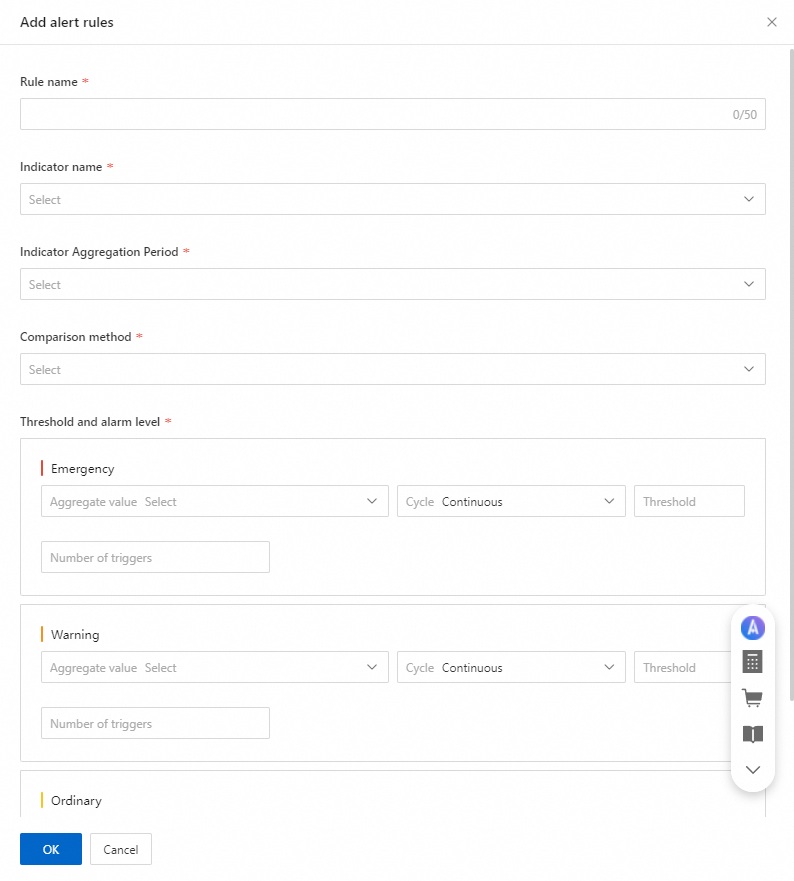 Add alert rules
Rule name *
0/50
Indicator name *
Select
Indicator Aggregation Period *
Select
Comparison method *
Select
Threshold and alarm level *
Emergency
Aggregate value Select Cycle Continuous Threshold
Number of triggers
Warning
Aggregate value Select Cycle Continuous Threshold
Number of triggers
Ordinary
OK Cancel